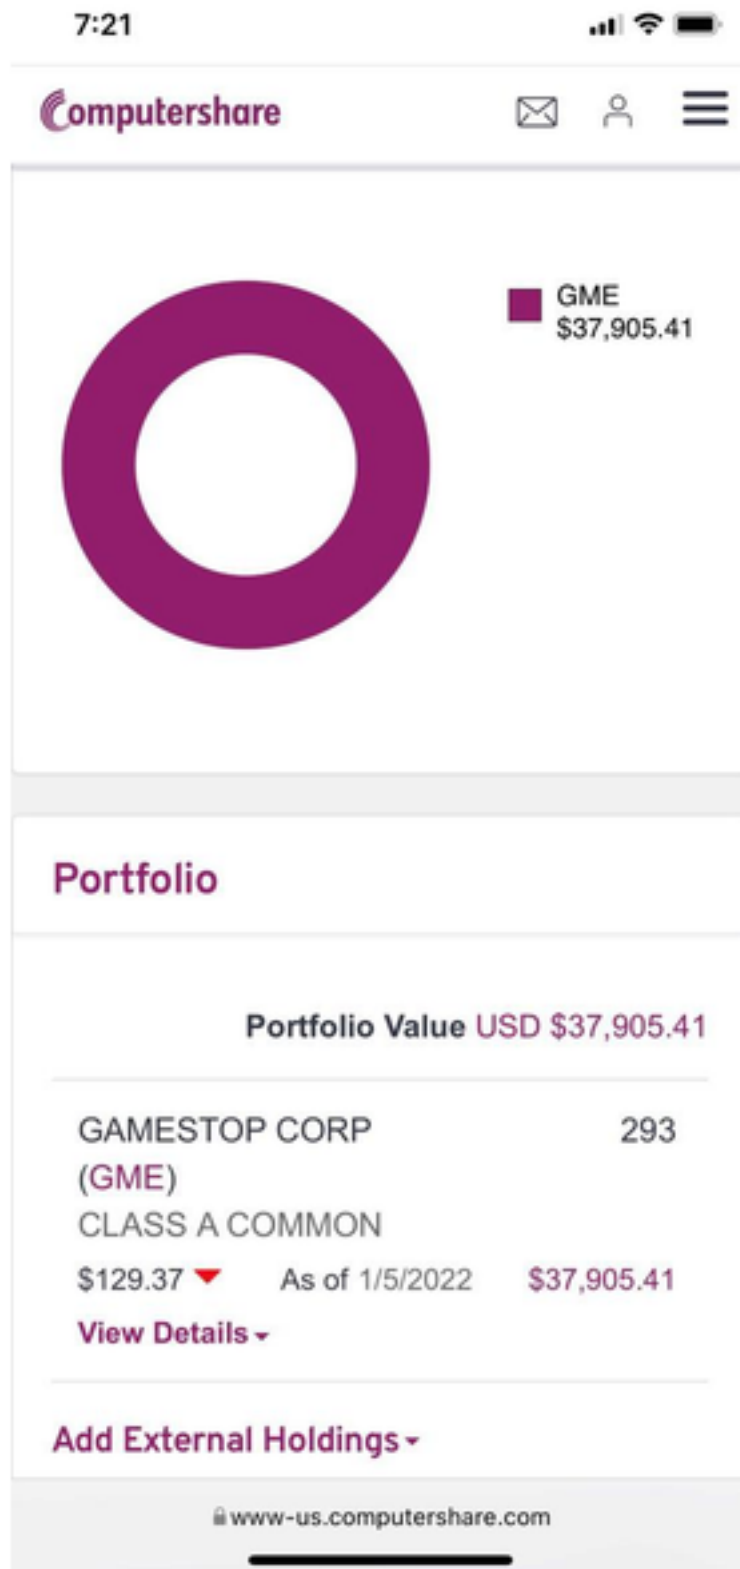 7:21
Computershare
GME
$37,905.41
Portfolio
Portfolio Value USD $37,905.41
GAMESTOP CORP 293
(GME)
CLASS A COMMON
$129.37 As of 1/5/2022 $37,905.41
View Details
Add External Holdings
www-us.computershare.com